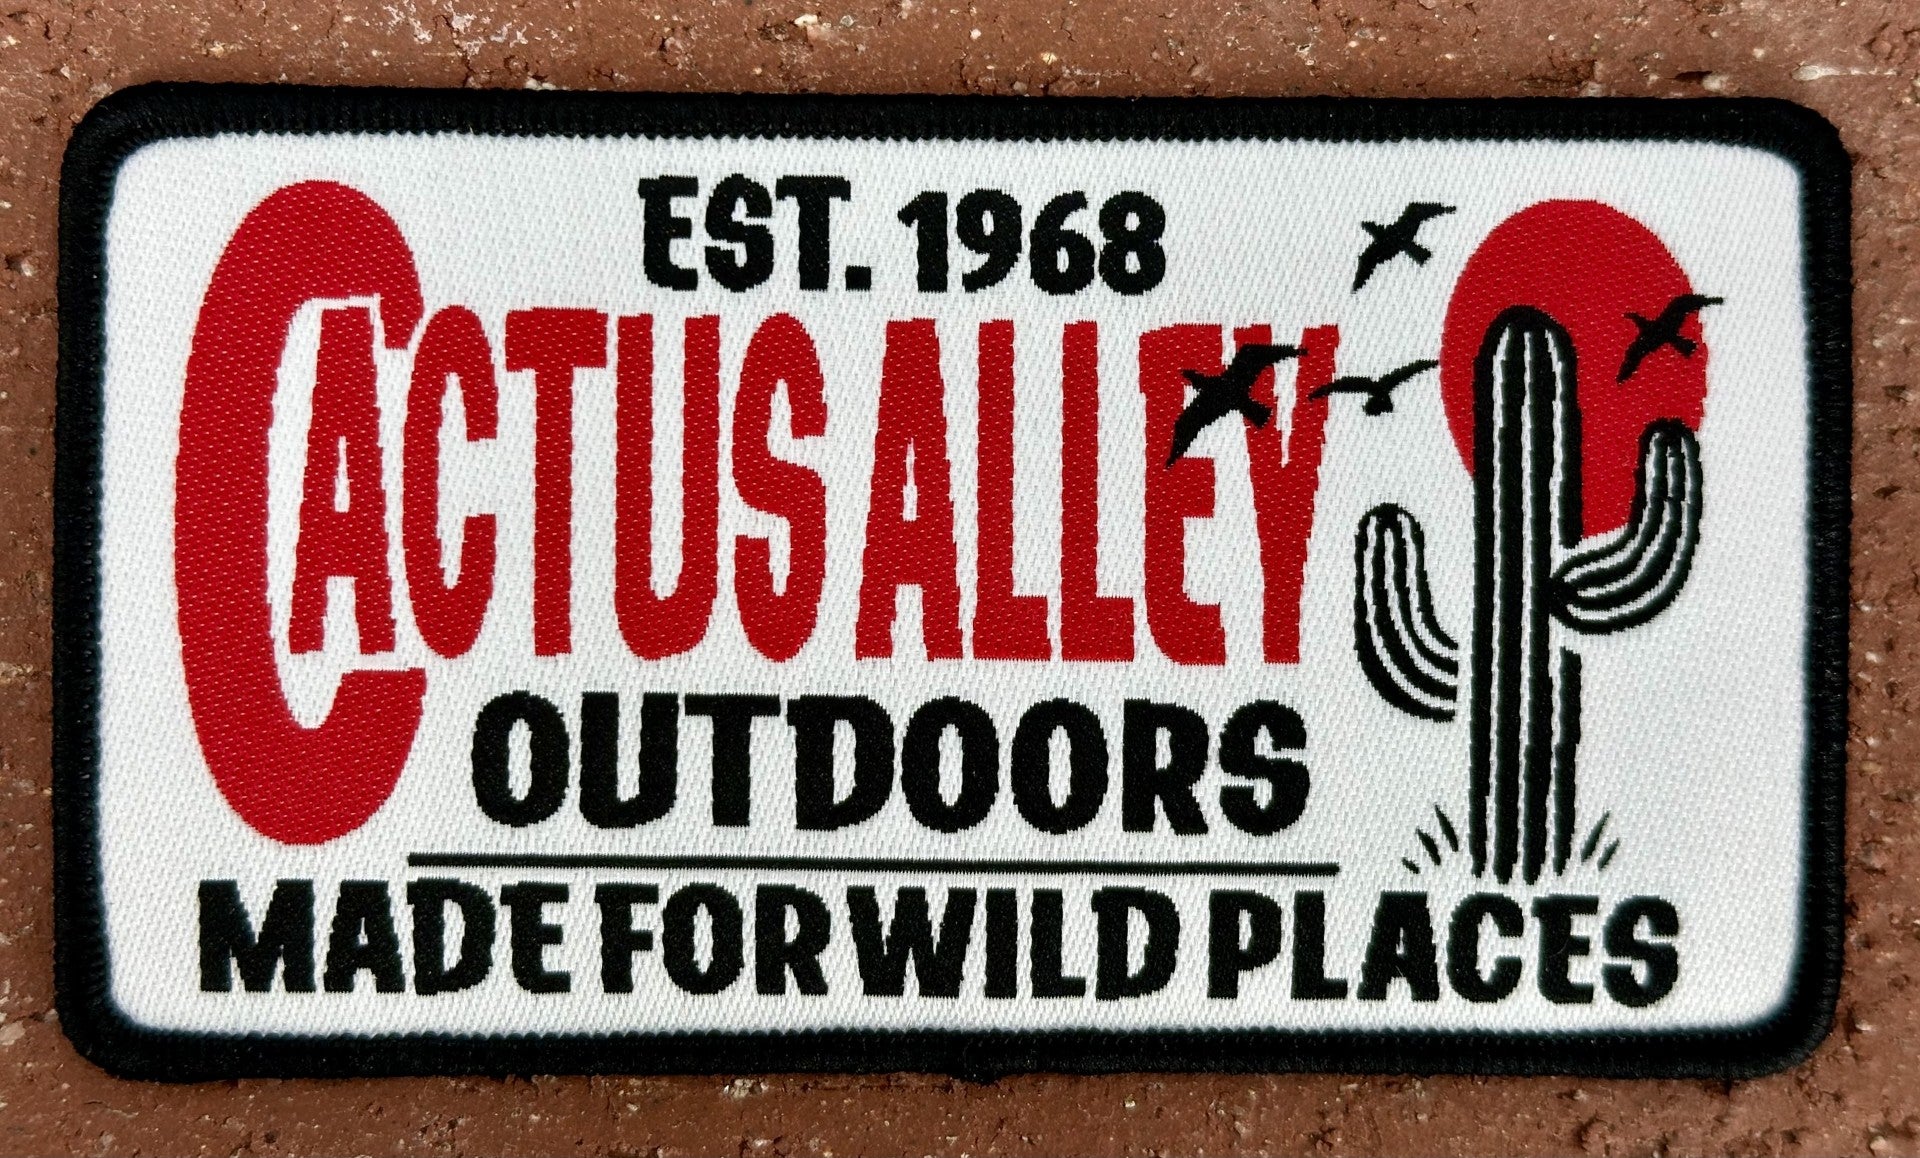 EST. 1968
CACTUS ALLEY
OUTDOORS
MADE FOR WILD PLACES